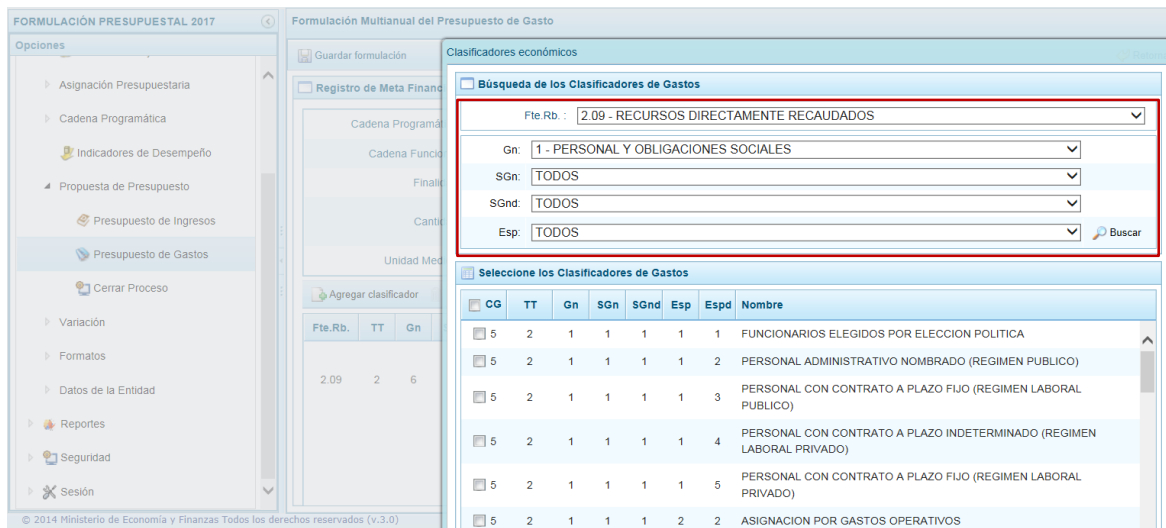 FORMULACIÓN PRESUPUESTAL 2017
Opciones
Asignación Presupuestaria
Cadena Programática
Indicadores de Desempeño
Propuesta de Presupuesto
Presupuesto de Ingresos
Presupuesto de Gastos
Cerrar Proceso
Variación
Formatos
Datos de la Entidad
Reportes
Seguridad
Sesión
© 2014 Ministerio de Economía y Finanzas Todos los derechos reservados (v.3.0)
Formulación Multianual del Presupuesto de Gasto
Guardar formulación
Registro de Meta Financ
Cadena Programát
Cadena Funcio
Finalid
Cantid
Unidad Med
Agregar clasificador
Fte.Rb. TT Gn
2.09 2 6
Clasificadores económicos
Búsqueda de los Clasificadores de Gastos
Fte.Rb. : 2.09 - RECURSOS DIRECTAMENTE RECAUDADOS
Gn: 1 - PERSONAL Y OBLIGACIONES SOCIALES
SGn: TODOS
SGnd: TODOS
Esp: TODOS Buscar
Seleccione los Clasificadores de Gastos
CG TT Gn SGn SGnd Esp Espd Nombre
5 2 1 1 1 1 1 FUNCIONARIOS ELEGIDOS POR ELECCION POLITICA
5 2 1 1 1 1 2 PERSONAL ADMINISTRATIVO NOMBRADO (REGIMEN PUBLICO)
5 2 1 1 1 1 3 PERSONAL CON CONTRATO A PLAZO FIJO (REGIMEN LABORAL
PUBLICO)
5 2 1 1 1 1 4 PERSONAL CON CONTRATO A PLAZO INDETERMINADO (REGIMEN
LABORAL PRIVADO)
5 2 1 1 1 1 5 PERSONAL CON CONTRATO A PLAZO FIJO (REGIMEN LABORAL
PRIVADO)
5 2 1 1 1 2 2 ASIGNACION POR GASTOS OPERATIVOS